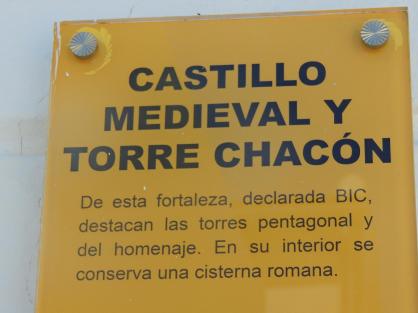 CASTILLO
MEDIEVAL Y
TORRE CHACÓN
De esta fortaleza, declarada BIC,
destacan las torres pentagonal y
del homenaje. En su interior se
conserva una cisterna romana.